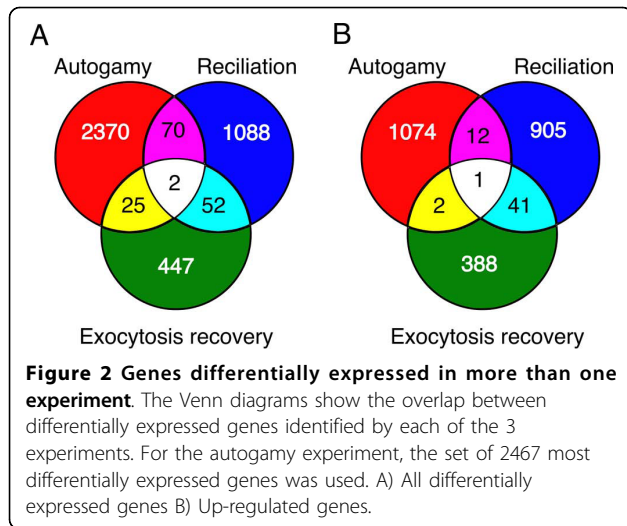 A
B
Autogamy Reciliation
Autogamy Reciliation
2370 70 1088
1074 12 905
2
1
25 52
2 41
447
388
Exocytosis recovery
Exocytosis recovery
Figure 2 Genes differentially expressed in more than one
experiment. The Venn diagrams show the overlap between
differentially expressed genes identified by each of the 3
experiments. For the autogamy experiment, the set of 2467 most
differentially expressed genes was used. A) All differentially
expressed genes B) Up-regulated genes.